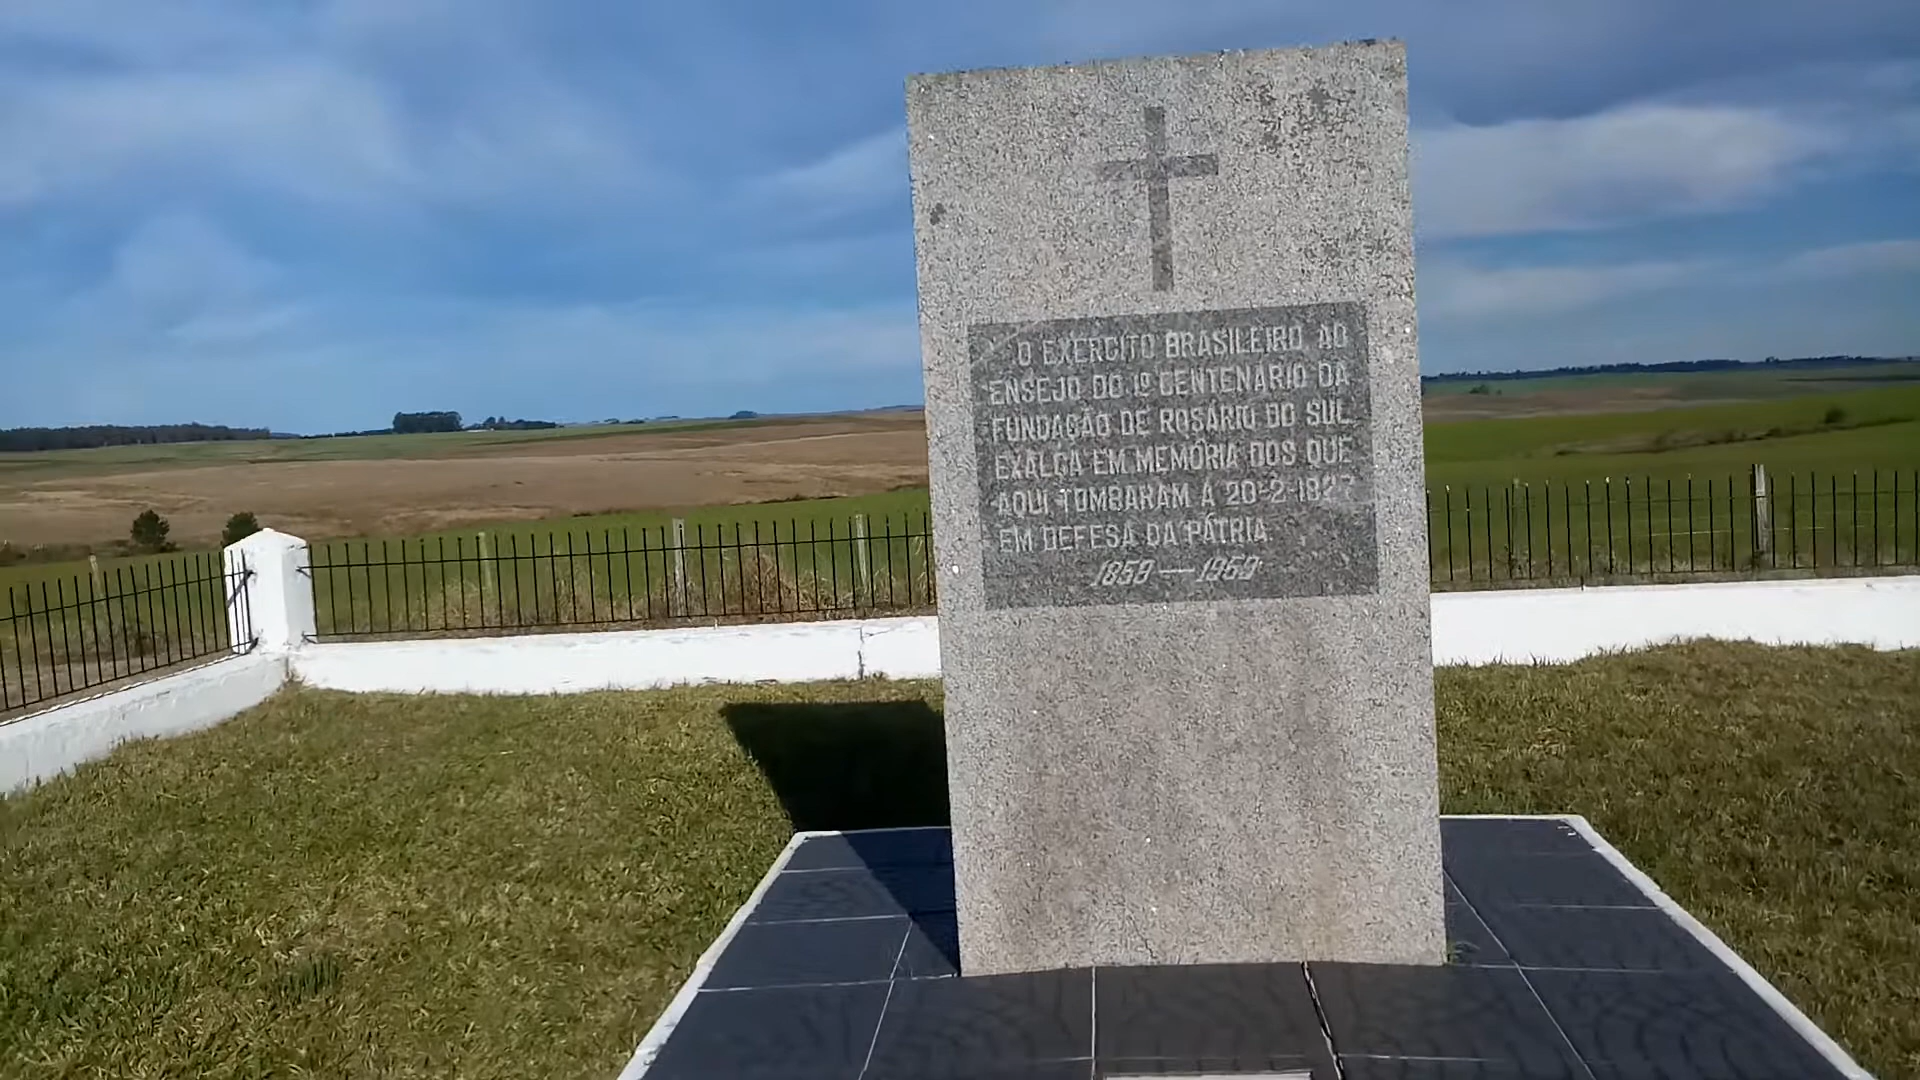 O EXERCITO BRASILEIRO, AO
ENSEJO DO 1º CENTENÁRIO DA
FUNDAÇÃO DE ROSÁRIO DO SUL
EXALÇA EM MEMÓRIA DOS QUE
AQUI TOMBARAM A 20-2-1827
EM DEFESA DA PÁTRIA.
1859 — 1959